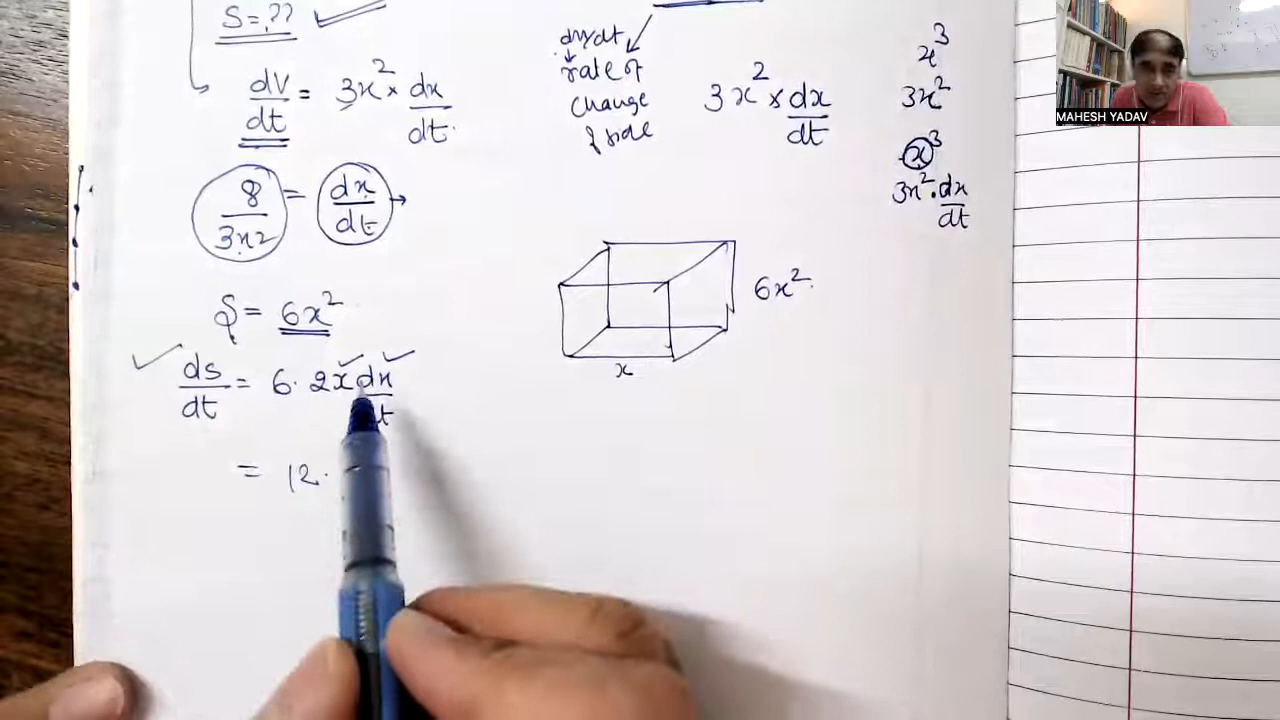 S = ??
dV/dt = 3x² × dx/dt.
8/3x² = dx/dt →
S = 6x²
ds/dt = 6. 2x dx/dt
= 12.
dx/dt
rate of
change
of side
3x² × dx/dt
x³
3x²
x³
3x². dx/dt
6x².
x
MAHESH YADAV